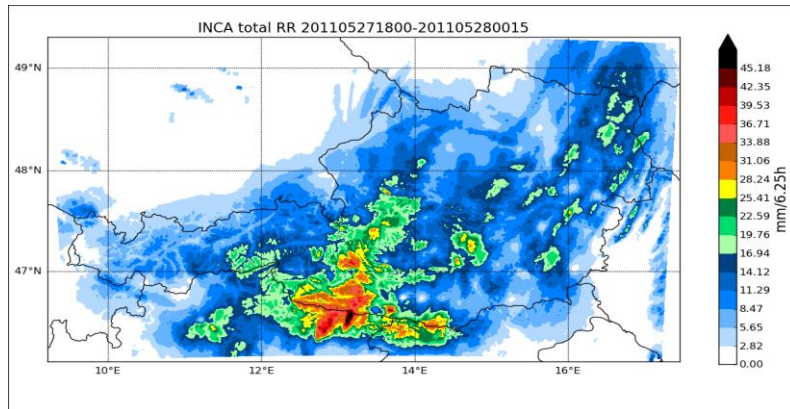 INCA total RR 201105271800-201105280015
49°N
48°N
47°N
10°E
12°E
14°E
16°E
45.18
42.35
39.53
36.71
33.88
31.06
28.24
25.41
22.59
19.76
16.94
14.12
11.29
8.47
5.65
2.82
0.00
mm/6.25h